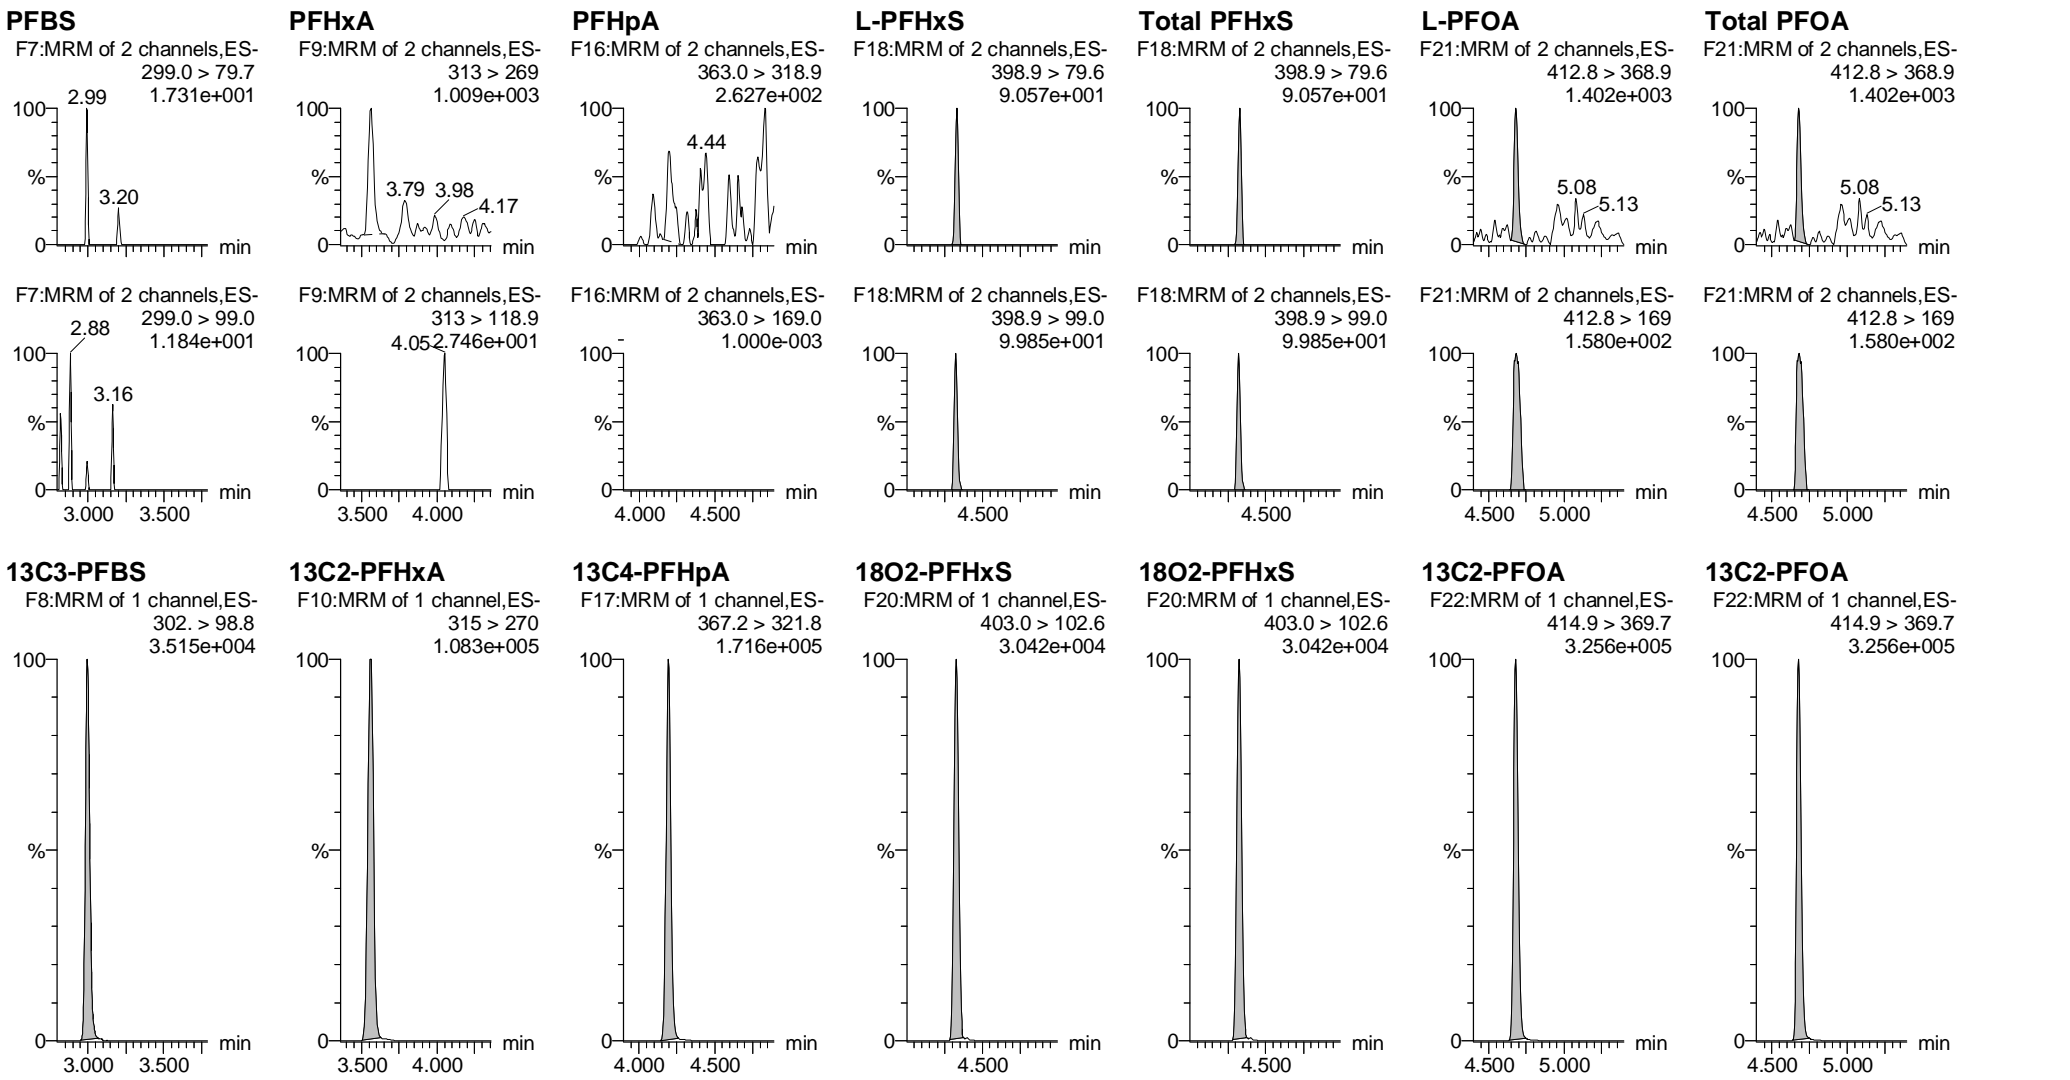 PFBS
F7:MRM of 2 channels,ES-
299.0 > 79.7
1.731e+001
100
2.99
%
3.20
0
min
F7:MRM of 2 channels,ES-
299.0 > 99.0
1.184e+001
2.88
100
3.16
%
0
min
3.000 3.500
PFHxA
F9:MRM of 2 channels,ES-
313 > 269
1.009e+003
100
%
3.79
3.98
4.17
0
min
F9:MRM of 2 channels,ES-
313 > 118.9
4.05
2.746e+001
100
%
0
min
3.500 4.000
PFHpA
F16:MRM of 2 channels,ES-
363.0 > 318.9
2.627e+002
100
4.44
%
0
min
F16:MRM of 2 channels,ES-
363.0 > 169.0
1.000e-003
100
%
0
min
4.000 4.500
L-PFHxS
F18:MRM of 2 channels,ES-
398.9 > 79.6
9.057e+001
100
%
0
min
F18:MRM of 2 channels,ES-
398.9 > 99.0
9.985e+001
100
%
0
min
4.500
Total PFHxS
F18:MRM of 2 channels,ES-
398.9 > 79.6
9.057e+001
100
%
0
min
F18:MRM of 2 channels,ES-
398.9 > 99.0
9.985e+001
100
%
0
min
4.500
L-PFOA
F21:MRM of 2 channels,ES-
412.8 > 368.9
1.402e+003
100
%
5.08
5.13
0
min
F21:MRM of 2 channels,ES-
412.8 > 169
1.580e+002
100
%
0
min
4.500 5.000
Total PFOA
F21:MRM of 2 channels,ES-
412.8 > 368.9
1.402e+003
100
%
5.08
5.13
0
min
F21:MRM of 2 channels,ES-
412.8 > 169
1.580e+002
100
%
0
min
4.500 5.000
13C3-PFBS
F8:MRM of 1 channel,ES-
302. > 98.8
3.515e+004
100
%
0
min
3.000 3.500
13C2-PFHxA
F10:MRM of 1 channel,ES-
315 > 270
1.083e+005
100
%
0
min
3.500 4.000
13C4-PFHpA
F17:MRM of 1 channel,ES-
367.2 > 321.8
1.716e+005
100
%
0
min
4.000 4.500
18O2-PFHxS
F20:MRM of 1 channel,ES-
403.0 > 102.6
3.042e+004
100
%
0
min
4.500
18O2-PFHxS
F20:MRM of 1 channel,ES-
403.0 > 102.6
3.042e+004
100
%
0
min
4.500
13C2-PFOA
F22:MRM of 1 channel,ES-
414.9 > 369.7
3.256e+005
100
%
0
min
4.500 5.000
13C2-PFOA
F22:MRM of 1 channel,ES-
414.9 > 369.7
3.256e+005
100
%
0
min
4.500 5.000